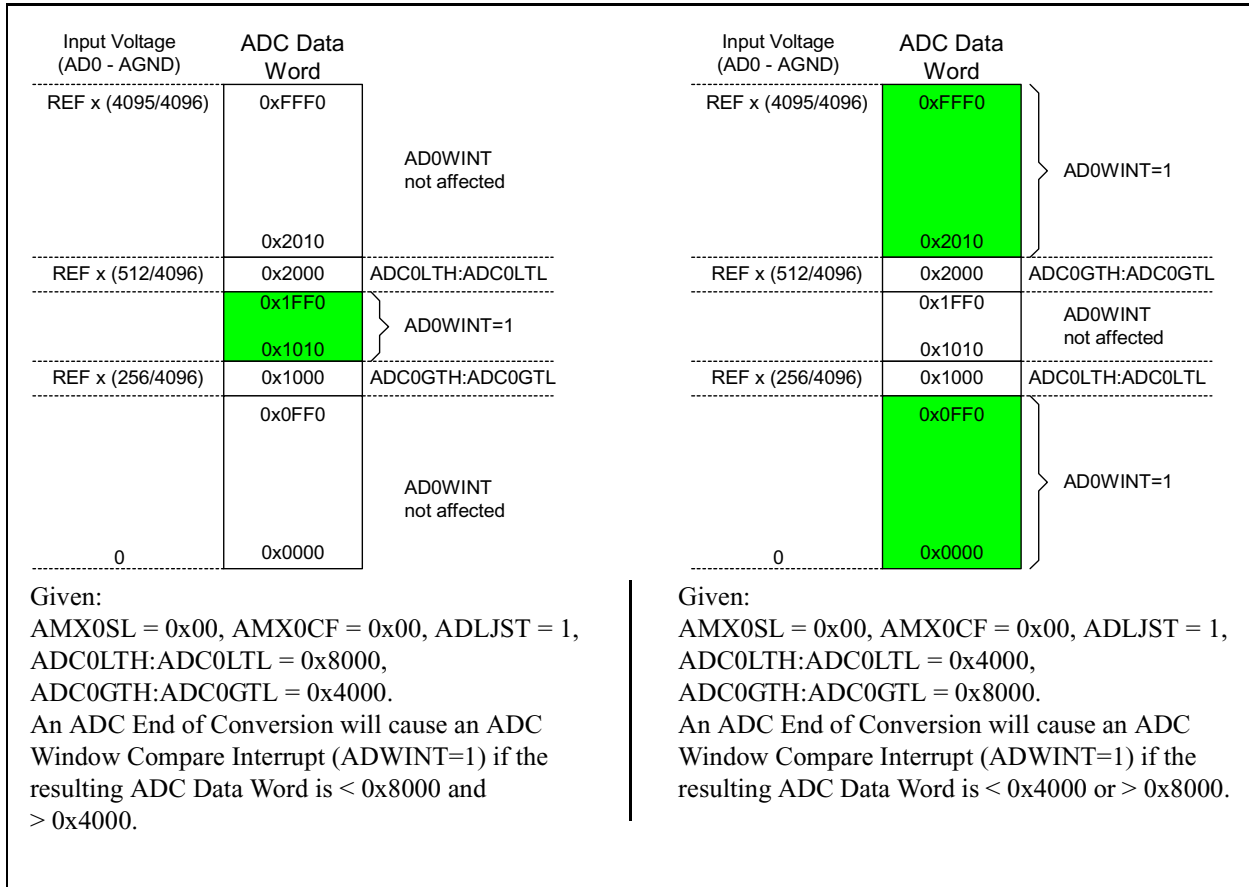 Input Voltage
(AD0 - AGND)
ADC Data
Word
REF x (4095/4096)
0xFFF0
AD0WINT
not affected
0x2010
REF x (512/4096)
0x2000
ADC0LTH:ADC0LTL
0x1FF0
AD0WINT=1
0x1010
REF x (256/4096)
0x1000
ADC0GTH:ADC0GTL
0x0FF0
AD0WINT
not affected
0
0x0000
Given:
AMX0SL = 0x00, AMX0CF = 0x00, ADLJST = 1,
ADC0LTH:ADC0LTL = 0x8000,
ADC0GTH:ADC0GTL = 0x4000.
An ADC End of Conversion will cause an ADC
Window Compare Interrupt (ADWINT=1) if the
resulting ADC Data Word is < 0x8000 and
> 0x4000.
Input Voltage
(AD0 - AGND)
ADC Data
Word
REF x (4095/4096)
0xFFF0
AD0WINT=1
0x2010
REF x (512/4096)
0x2000
ADC0GTH:ADC0GTL
0x1FF0
AD0WINT
not affected
0x1010
REF x (256/4096)
0x1000
ADC0LTH:ADC0LTL
0x0FF0
AD0WINT=1
0
0x0000
Given:
AMX0SL = 0x00, AMX0CF = 0x00, ADLJST = 1,
ADC0LTH:ADC0LTL = 0x4000,
ADC0GTH:ADC0GTL = 0x8000.
An ADC End of Conversion will cause an ADC
Window Compare Interrupt (ADWINT=1) if the
resulting ADC Data Word is < 0x4000 or > 0x8000.